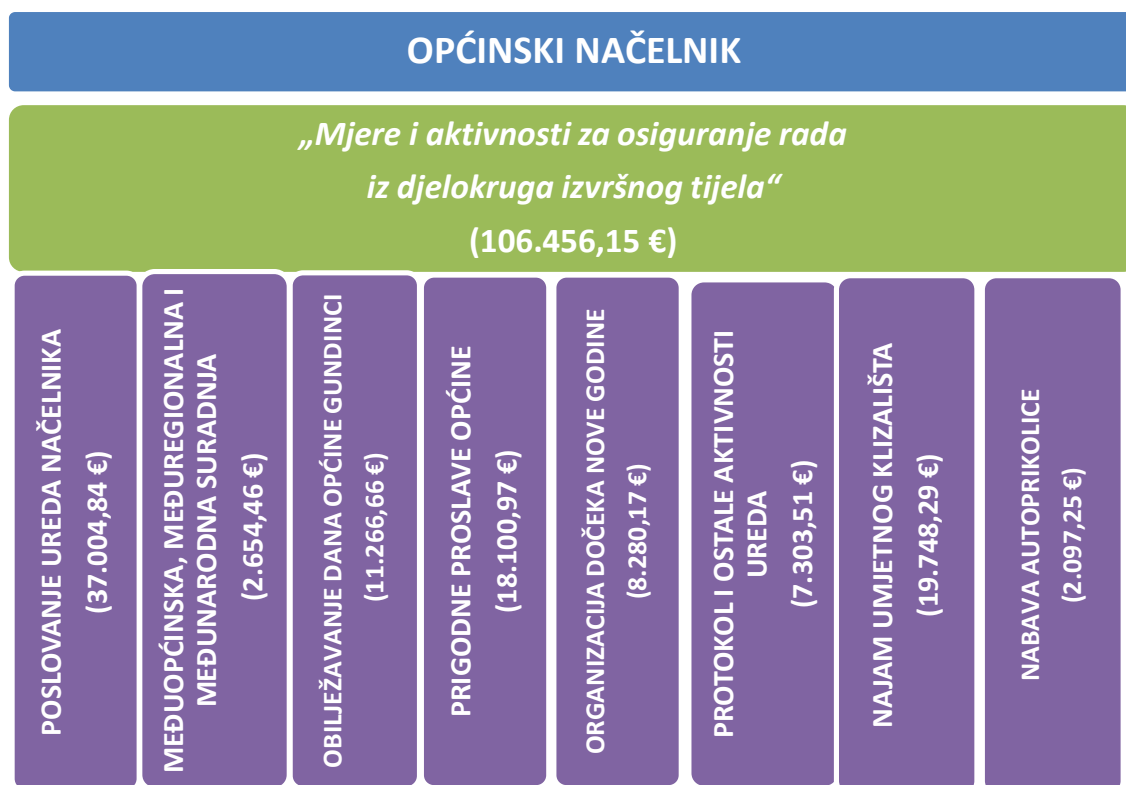 OPĆINSKI NAČELNIK
„Mjere i aktivnosti za osiguranje rada
iz djelokruga izvršnog tijela“
(106.456,15 €)
POSLOVANJE UREDA NAČELNIKA
(37.004,84 €)
MEĐUOPĆINSKA, MEĐUREGIONALNA I
MEĐUNARODNA SURADNJA
(2.654,46 €)
OBILJEŽAVANJE DANA OPĆINE GUNDINCI
(11.266,66 €)
PRIGODNE PROSLAVE OPĆINE
(18.100,97 €)
ORGANIZACIJA DOČEKA NOVE GODINE
(8.280,17 €)
PROTOKOL I OSTALE AKTIVNOSTI
UREDA
(7.303,51 €)
NAJAM UMJETNOG KLIZALIŠTA
(19.748,29 €)
NABAVA AUTOPRIKOLICE
(2.097,25 €)